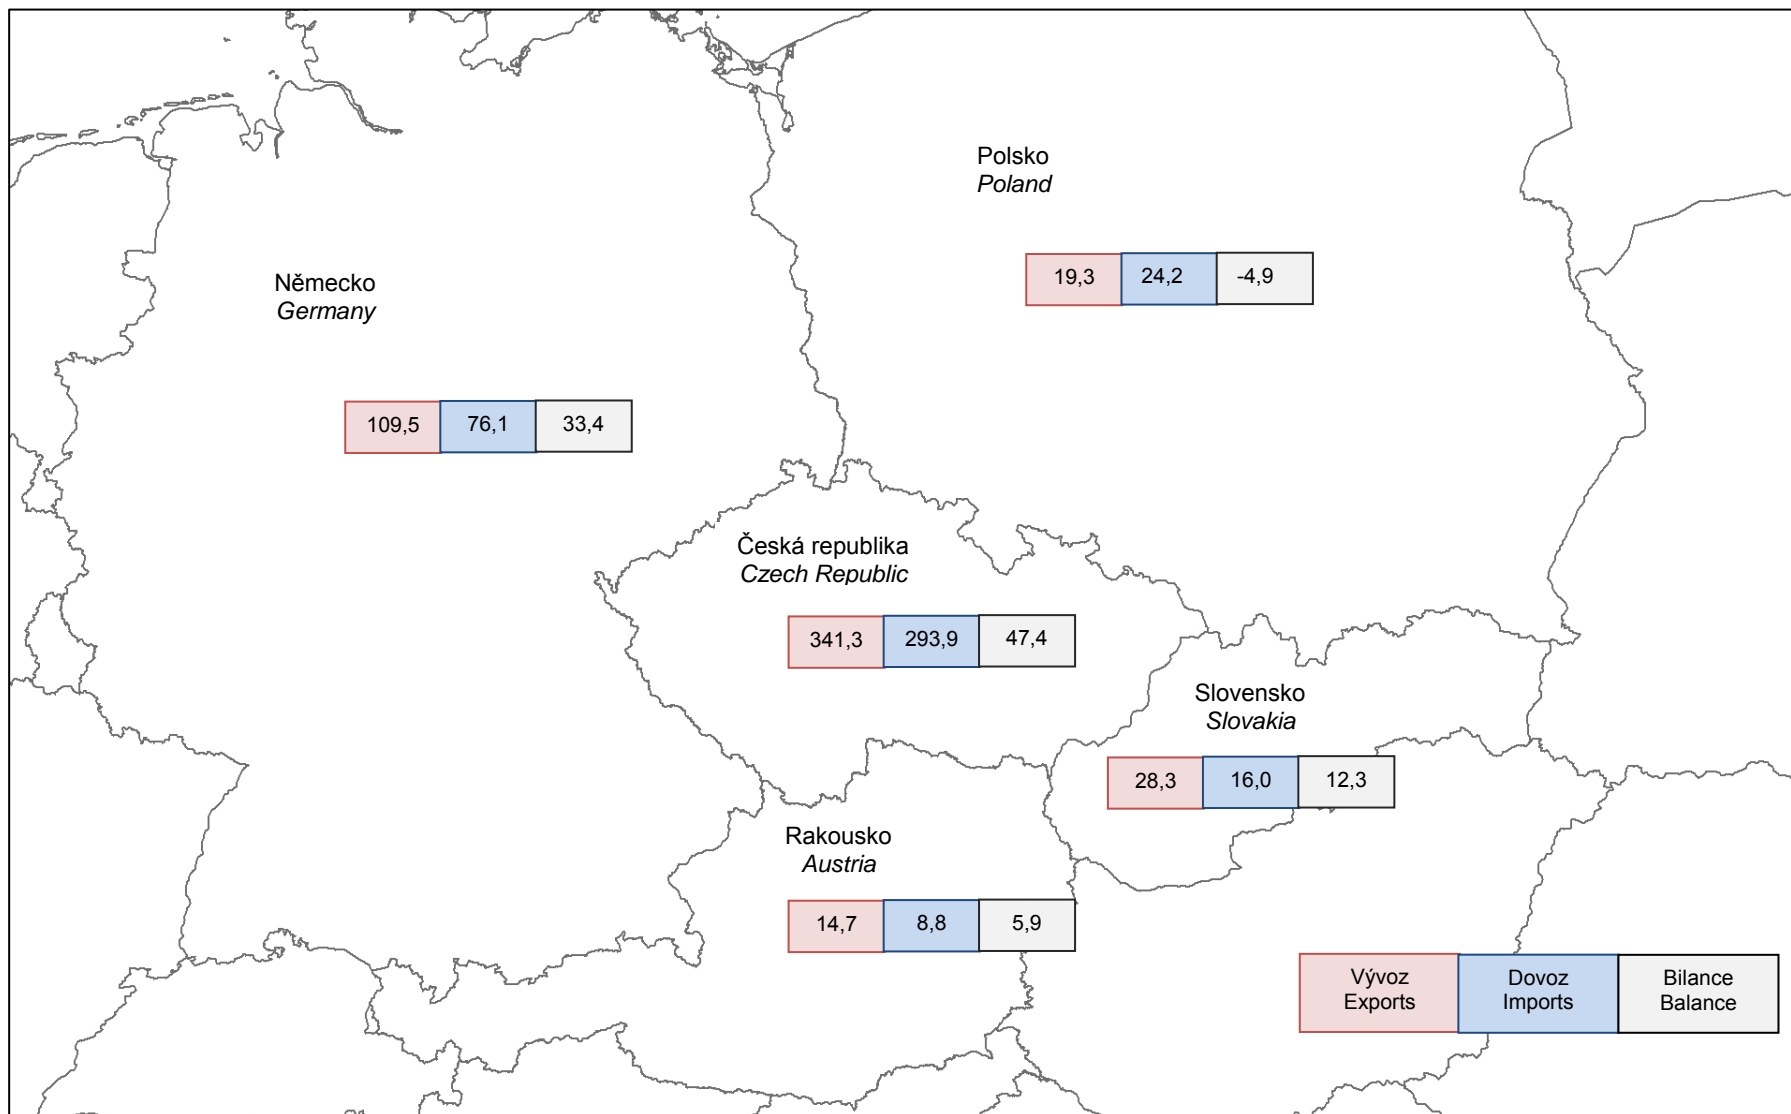 Polsko
Poland
19,3 24,2 -4,9
Německo
Germany
109,5 76,1 33,4
Česká republika
Czech Republic
341,3 293,9 47,4
Slovensko
Slovakia
28,3 16,0 12,3
Rakousko
Austria
14,7 8,8 5,9
Vývoz Dovoz Bilance
Exports Imports Balance